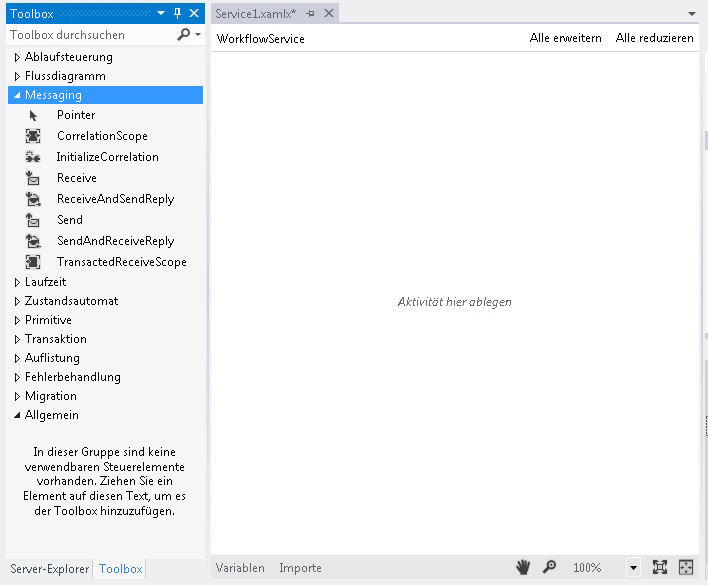 Toolbox
Toolbox durchsuchen
Ablaufsteuerung
Flussdiagramm
Messaging
Pointer
CorrelationScope
InitializeCorrelation
Receive
ReceiveAndSendReply
Send
SendAndReceiveReply
TransactedReceiveScope
Laufzeit
Zustandsautomat
Primitive
Transaktion
Auflistung
Fehlerbehandlung
Migration
Allgemein
In dieser Gruppe sind keine
verwendbaren Steuerelemente
vorhanden. Ziehen Sie ein
Element auf diesen Text, um es
der Toolbox hinzuzufügen.
Server-Explorer Toolbox
Service1.xamlx*
WorkflowService Alle erweitern Alle reduzieren
Aktivität hier ablegen
Variablen Importe 100%